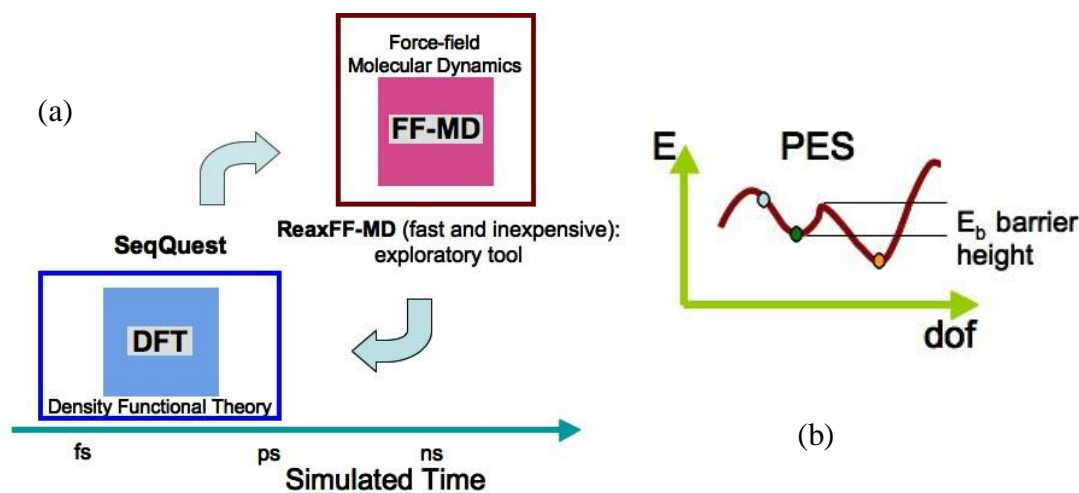 (a)
Force-field
Molecular Dynamics
FF-MD
ReaxFF-MD (fast and inexpensive):
exploratory tool
SeqQuest
DFT
Density Functional Theory
fs ps ns
Simulated Time
E PES
E_b barrier
height
dof
(b)